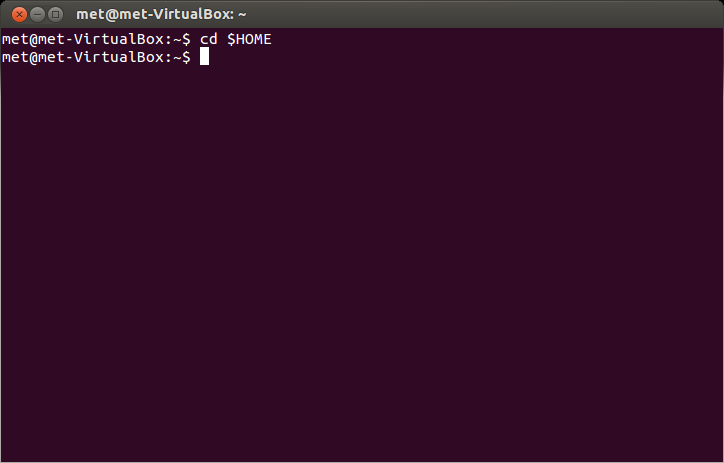 met@met-VirtualBox: ~
met@met-VirtualBox:~$ cd $HOME
met@met-VirtualBox:~$